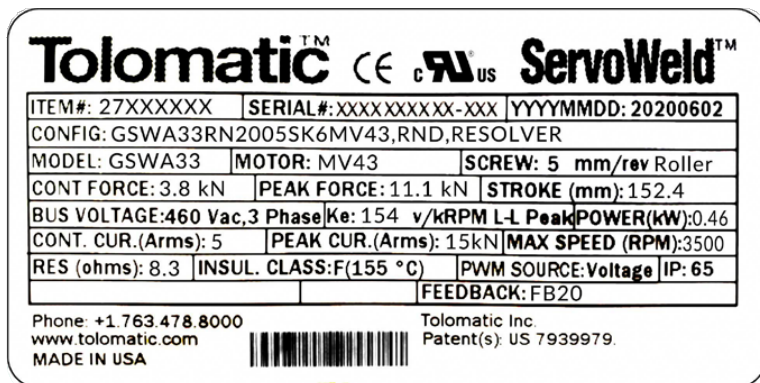 Tolomatic™ CE c RU US ServoWeld™
ITEM#: 27XXXXXX SERIAL#:XXXXXXXXXX-XXX YYYYMMDD: 20200602
CONFIG: GSWA33RN2005SK6MV43,RND,RESOLVER
MODEL: GSWA33 MOTOR: MV43 SCREW: 5 mm/rev Roller
CONT FORCE: 3.8 kN PEAK FORCE: 11.1 kN STROKE (mm): 152.4
BUS VOLTAGE:460 Vac,3 Phase Ke: 154 v/kRPM L-L Peak POWER(kW):0.46
CONT. CUR.(Arms): 5 PEAK CUR.(Arms): 15kN MAX SPEED (RPM):3500
RES (ohms): 8.3 INSUL. CLASS:F(155 °C) PWM SOURCE:Voltage IP: 65
FEEDBACK: FB20
Phone: +1.763.478.8000 Tolomatic Inc.
www.tolomatic.com Patent(s): US 7939979.
MADE IN USA